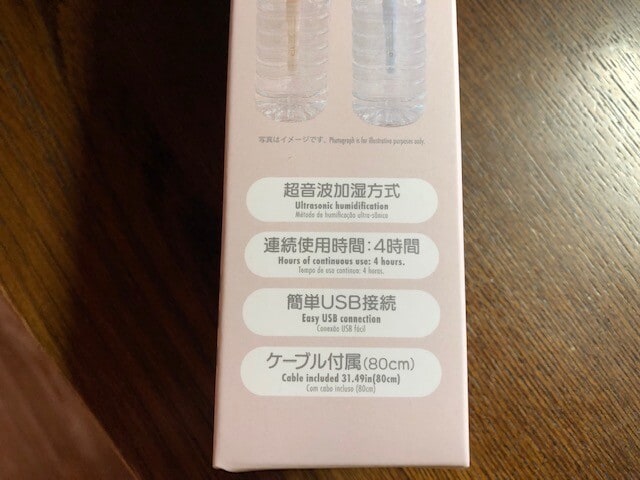 写真はイメージです。Photograph is for illustrative purposes only.
超音波加湿方式
Ultrasonic humidification
Método de humificação ultra-sônico
連続使用時間:4時間
Hours of continuous use: 4 hours.
Tempo de uso contínuo: 4 horas.
簡単USB接続
Easy USB connection
Conexão USB fácil
ケーブル付属(80cm)
Cable included 31.49in(80cm)
Com cabo incluso (80cm)